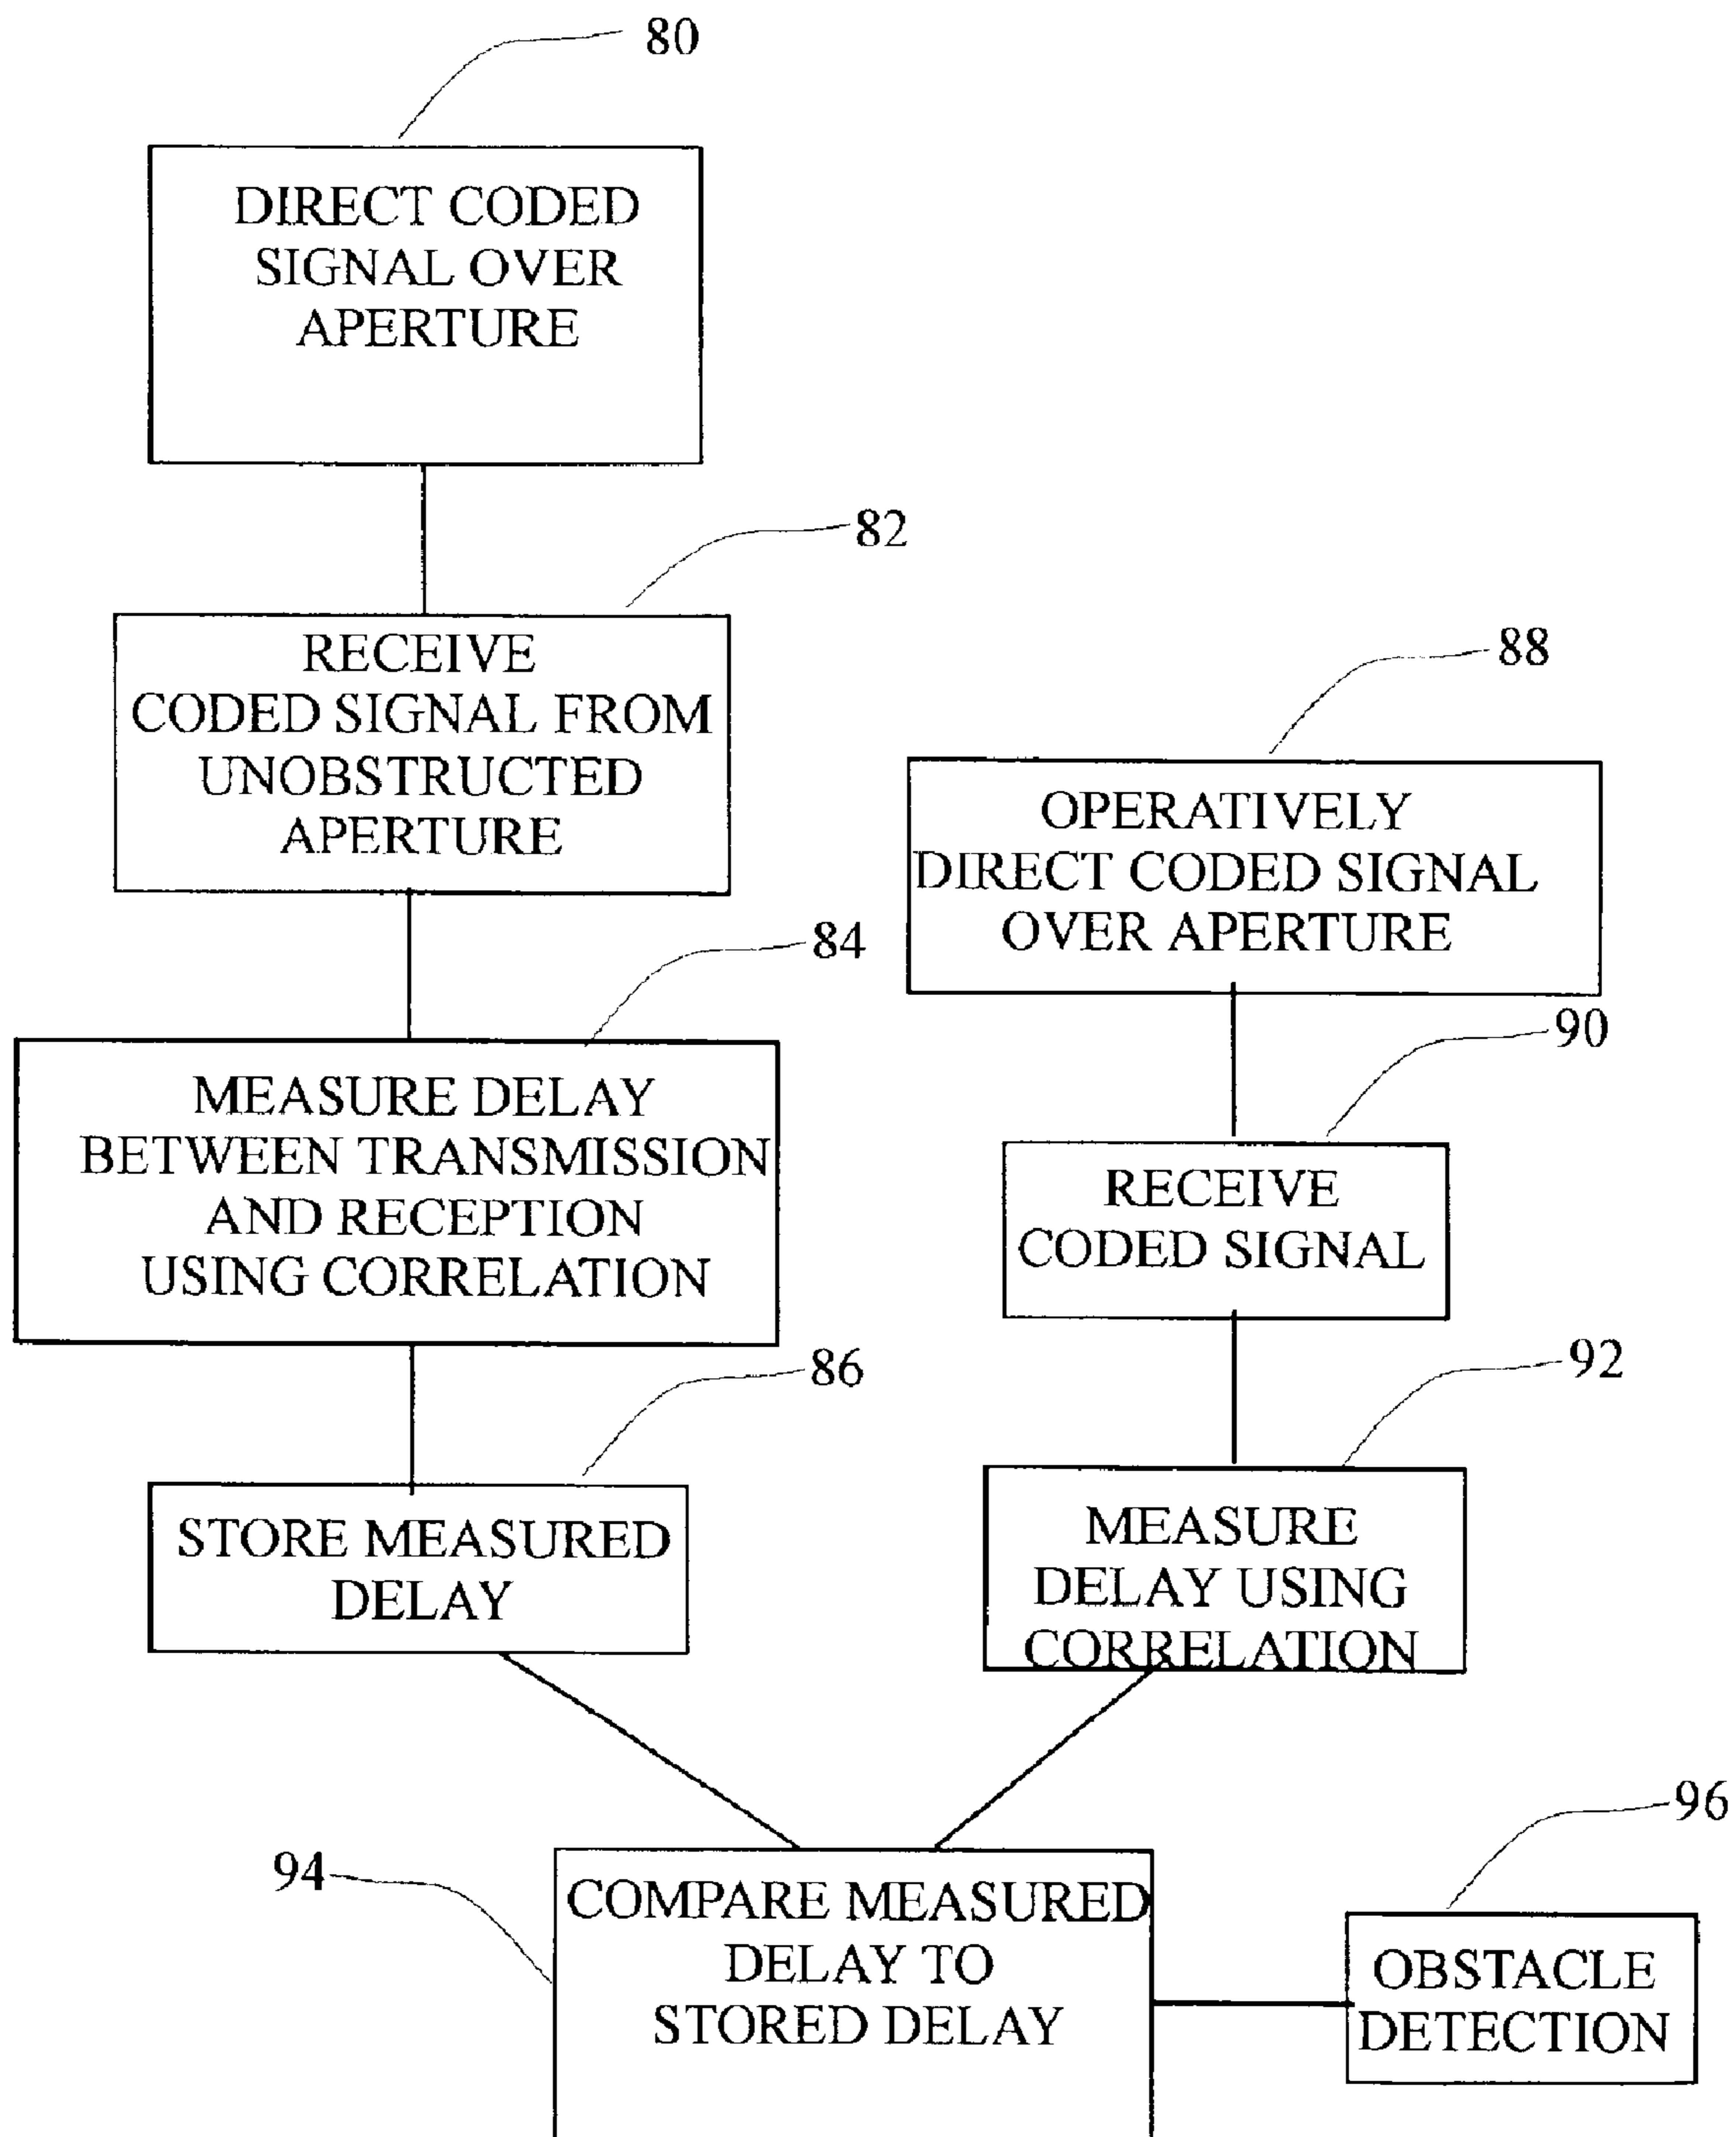 80
DIRECT CODED
SIGNAL OVER
APERTURE
82
RECEIVE
CODED SIGNAL FROM
UNOBSTRUCTED
APERTURE
84
MEASURE DELAY
BETWEEN TRANSMISSION
AND RECEPTION
USING CORRELATION
86
STORE MEASURED
DELAY
88
OPERATIVELY
DIRECT CODED SIGNAL
OVER APERTURE
90
RECEIVE
CODED SIGNAL
92
MEASURE
DELAY USING
CORRELATION
94
COMPARE MEASURED
DELAY TO
STORED DELAY
96
OBSTACLE
DETECTION